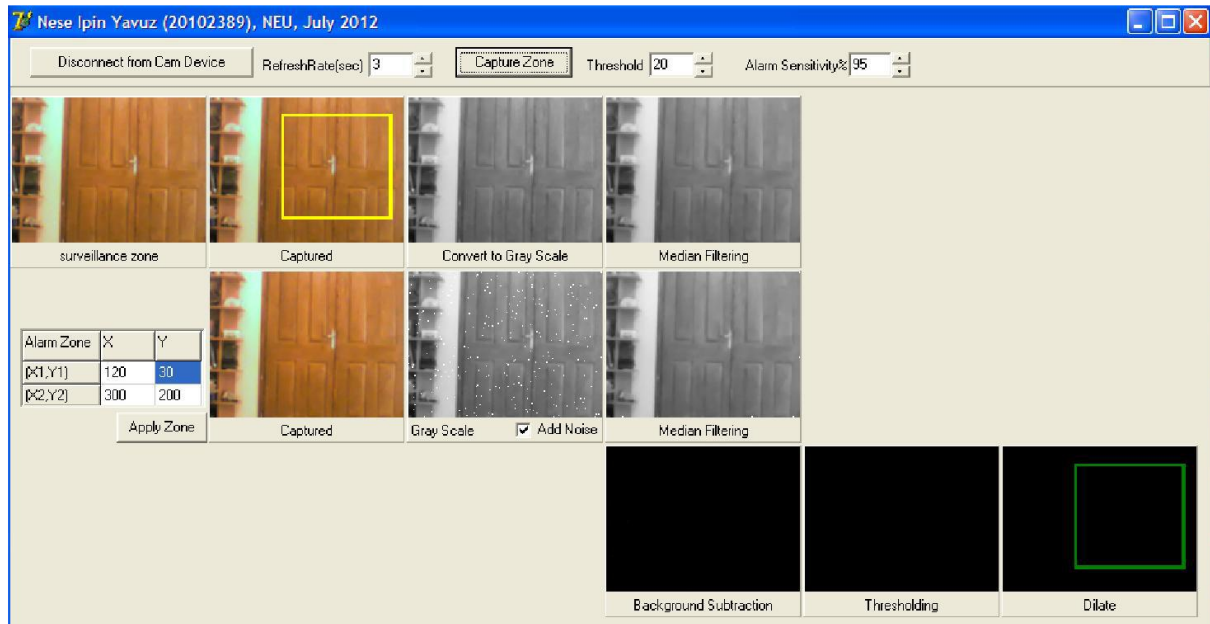 Nese Ipin Yavuz (20102389), NEU, July 2012
Disconnect from Cam Device RefreshRate(sec) 3 Capture Zone Threshold 20 Alarm Sensitivity% 95
surveillance zone Captured Convert to Gray Scale Median Filtering
Alarm Zone X Y
(X1,Y1) 120 30
(X2,Y2) 300 200
Apply Zone Captured Gray Scale Add Noise Median Filtering
Background Subtraction Thresholding Dilate